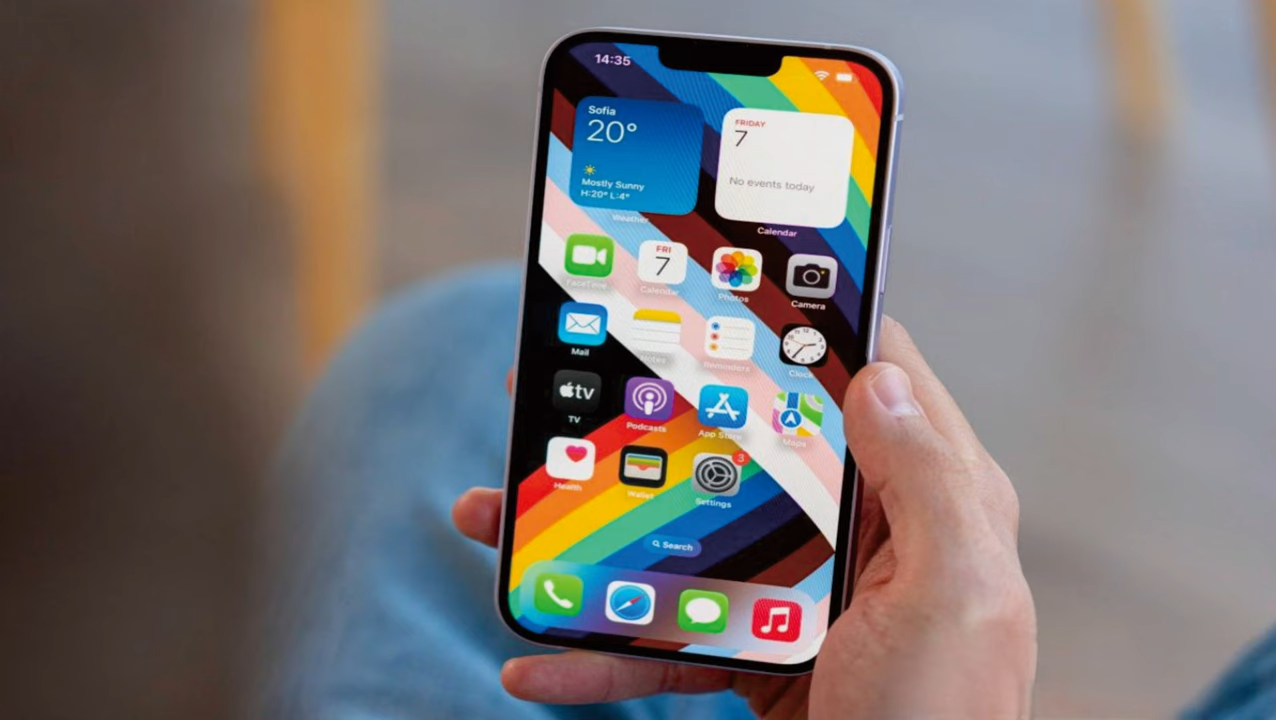 14:35
Sofia
20°
Mostly Sunny
H:20° L:4°
Weather
FRIDAY
7
No events today
Calendar
FaceTime
FRI
7
Calendar
Photos
Camera
Mail
Notes
Reminders
Clock
tv
TV
Podcasts
App Store
Maps
Health
Wallet
3
Settings
Search